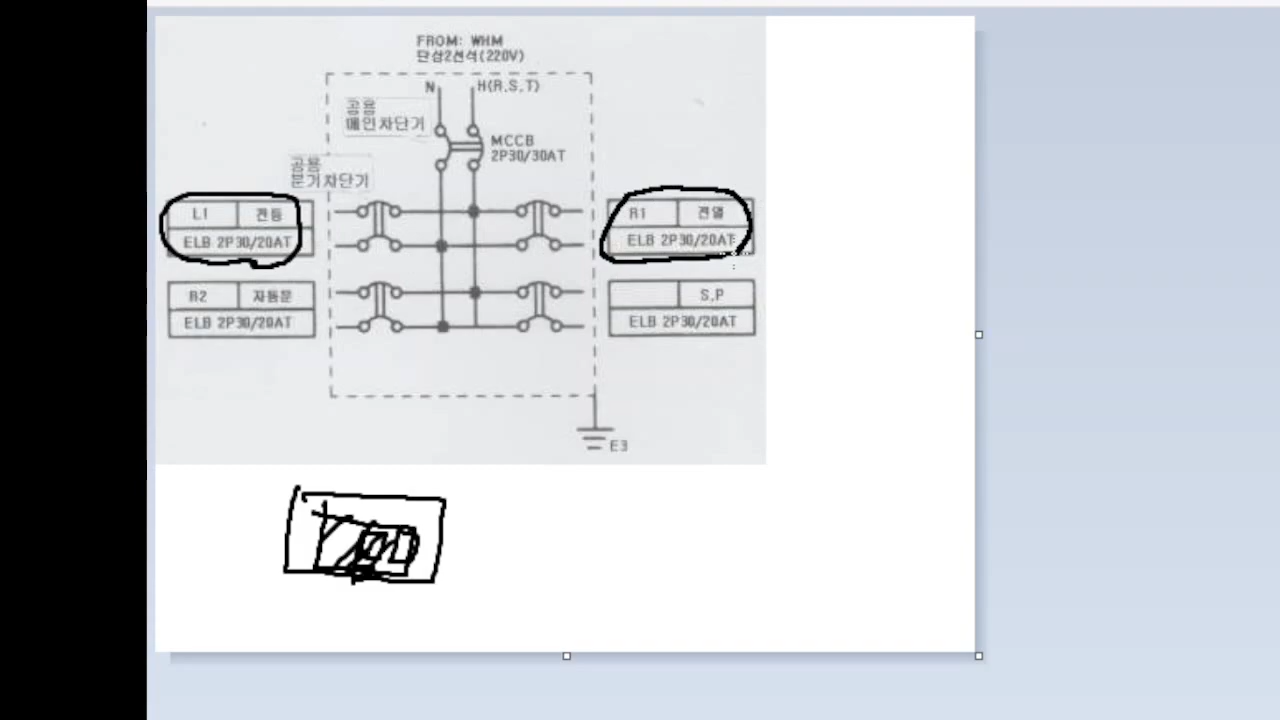 FROM: WHM
단상2선식(220V)
N
H(R,S,T)
공용
메인차단기
MCCB
2P30/30AT
공용
분기차단기
L1 전등
ELB 2P30/20AT
R1 전열
ELB 2P30/20AT
R2 자동문
ELB 2P30/20AT
S,P
ELB 2P30/20AT
E3